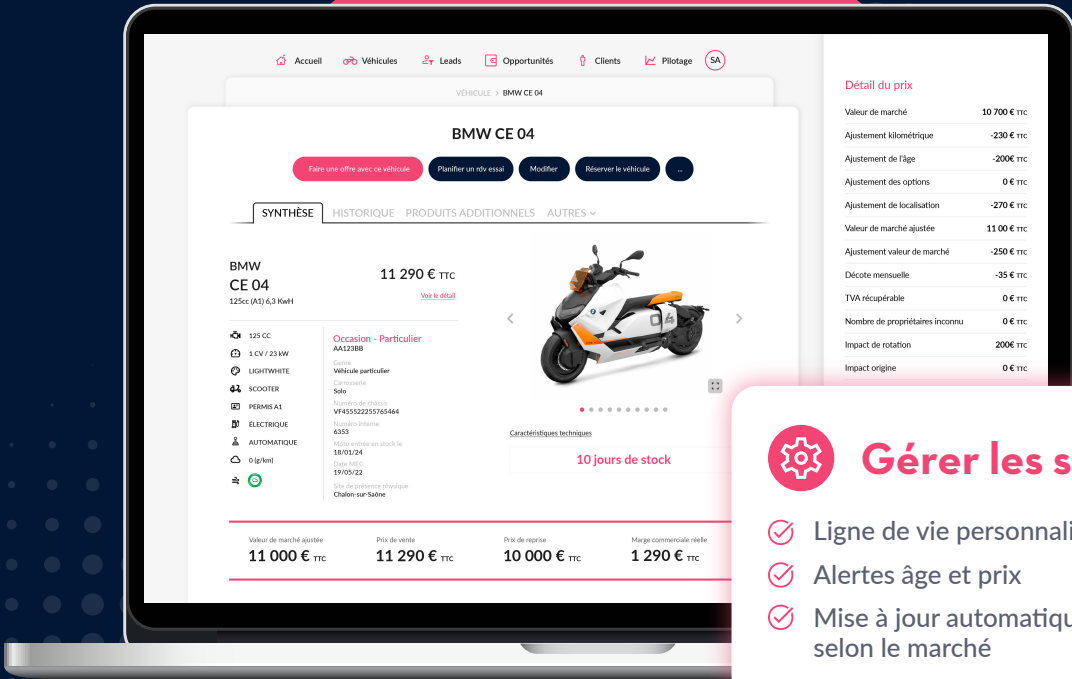 Accueil
Véhicules
Leads
Opportunités
Clients
Pilotage
SA
VÉHICULE > BMW CE 04
BMW CE 04
Faire une offre avec ce véhicule
Planifier un rdv essai
Modifier
Réserver le véhicule
...
SYNTHÈSE
HISTORIQUE
PRODUITS ADDITIONNELS
AUTRES
BMW
CE 04
125cc (A1) 6,3 KwH
11 290 € TTC
Voir le détail
125 CC
1 CV / 23 kW
LIGHTWHITE
SCOOTER
PERMIS A1
ÉLECTRIQUE
AUTOMATIQUE
0 (g/km)
Occasion - Particulier
AA123BB
Genre
Véhicule particulier
Carrosserie
Solo
Numéro de châssis
VF455522255765464
Numéro interne
6353
Moto entrée en stock le
18/01/24
Date MEC
19/05/22
Site de présence physique
Chalon-sur-Saône
04
Caractéristiques techniques
10 jours de stock
Valeur de marché ajustée
11 000 € TTC
Prix de vente
11 290 € TTC
Prix de reprise
10 000 € TTC
Marge commerciale réelle
1 290 € TTC
Détail du prix
Valeur de marché 10 700 € TTC
Ajustement kilométrique -230 € TTC
Ajustement de l'âge -200€ TTC
Ajustement des options 0 € TTC
Ajustement de localisation -270 € TTC
Valeur de marché ajustée 11 00 € TTC
Ajustement valeur de marché -250 € TTC
Décote mensuelle -35 € TTC
TVA récupérable 0 € TTC
Nombre de propriétaires inconnu 0 € TTC
Impact de rotation 200€ TTC
Impact origine 0 € TTC
Gérer les s
Ligne de vie personnali
Alertes âge et prix
Mise à jour automatiqu
selon le marché